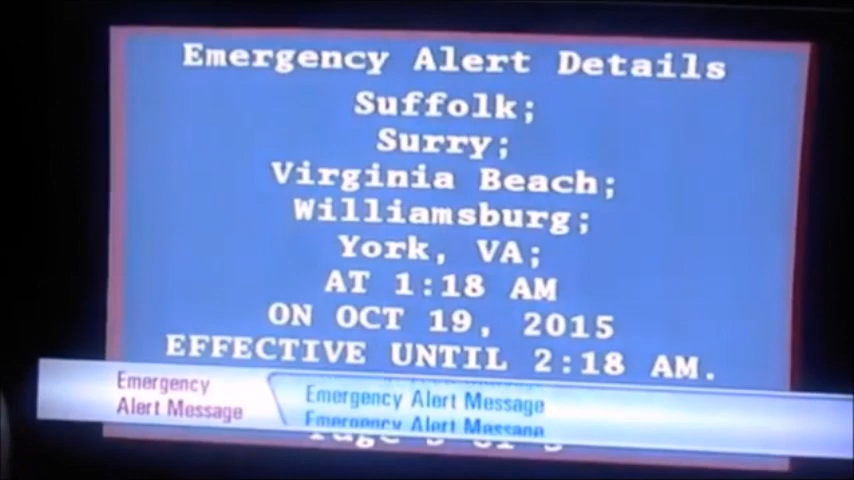 Emergency Alert Details
Suffolk;
Surry;
Virginia Beach;
Williamsburg;
York, VA;
AT 1:18 AM
ON OCT 19, 2015
EFFECTIVE UNTIL 2:18 AM.
Emergency
Alert Message
Emergency Alert Message
Emergency Alert Message